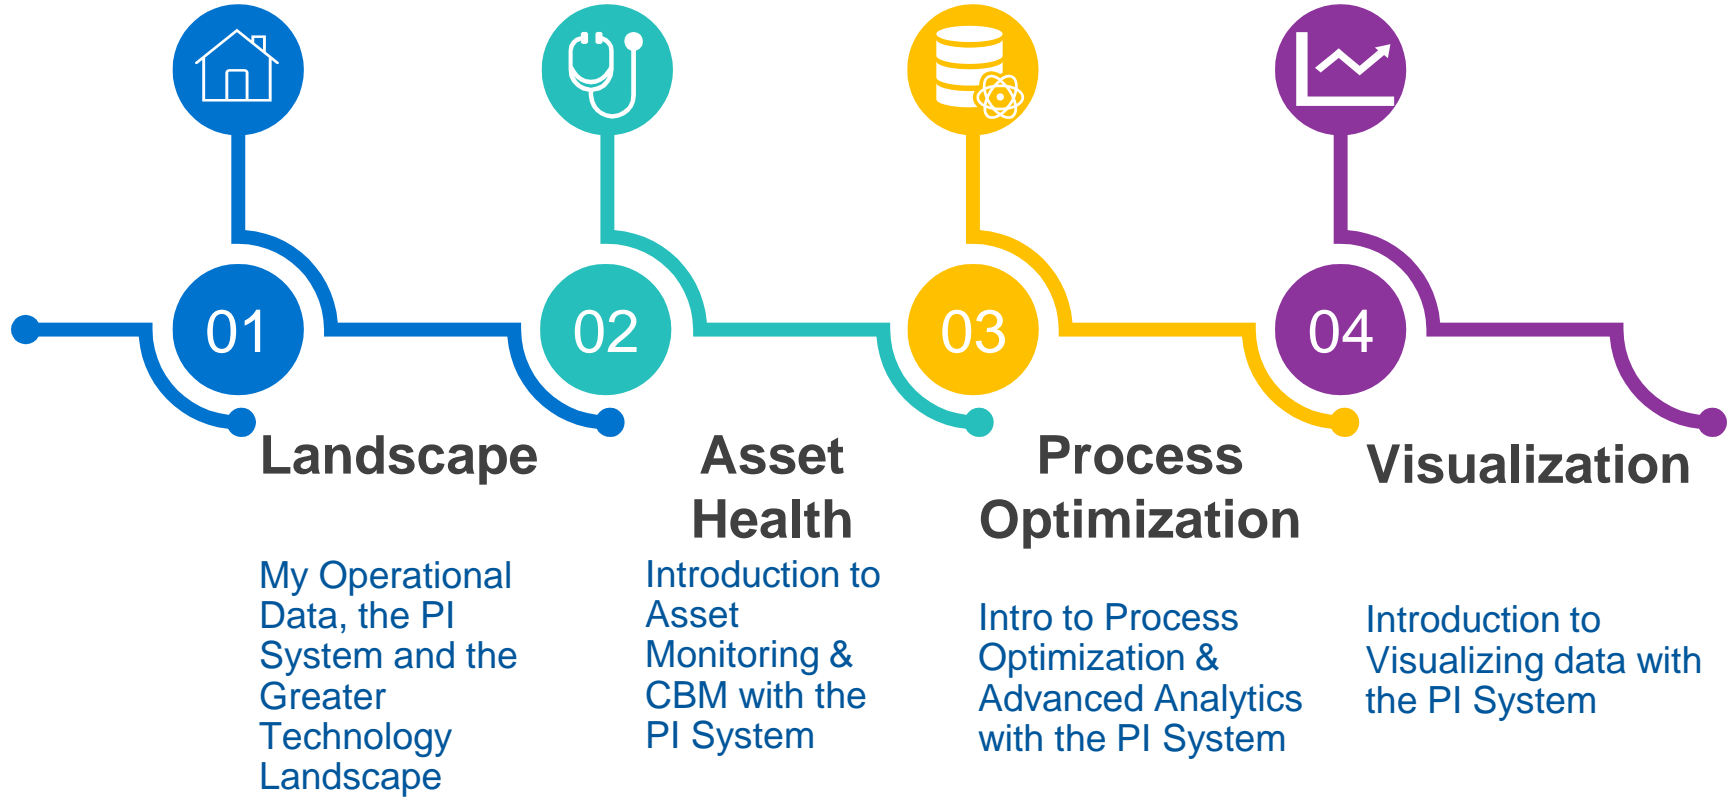 01
Landscape
My Operational
Data, the PI
System and the
Greater
Technology
Landscape
02
Asset
Health
Introduction to
Asset
Monitoring &
CBM with the
PI System
03
Process
Optimization
Intro to Process
Optimization &
Advanced Analytics
with the PI System
04
Visualization
Introduction to
Visualizing data with
the PI System